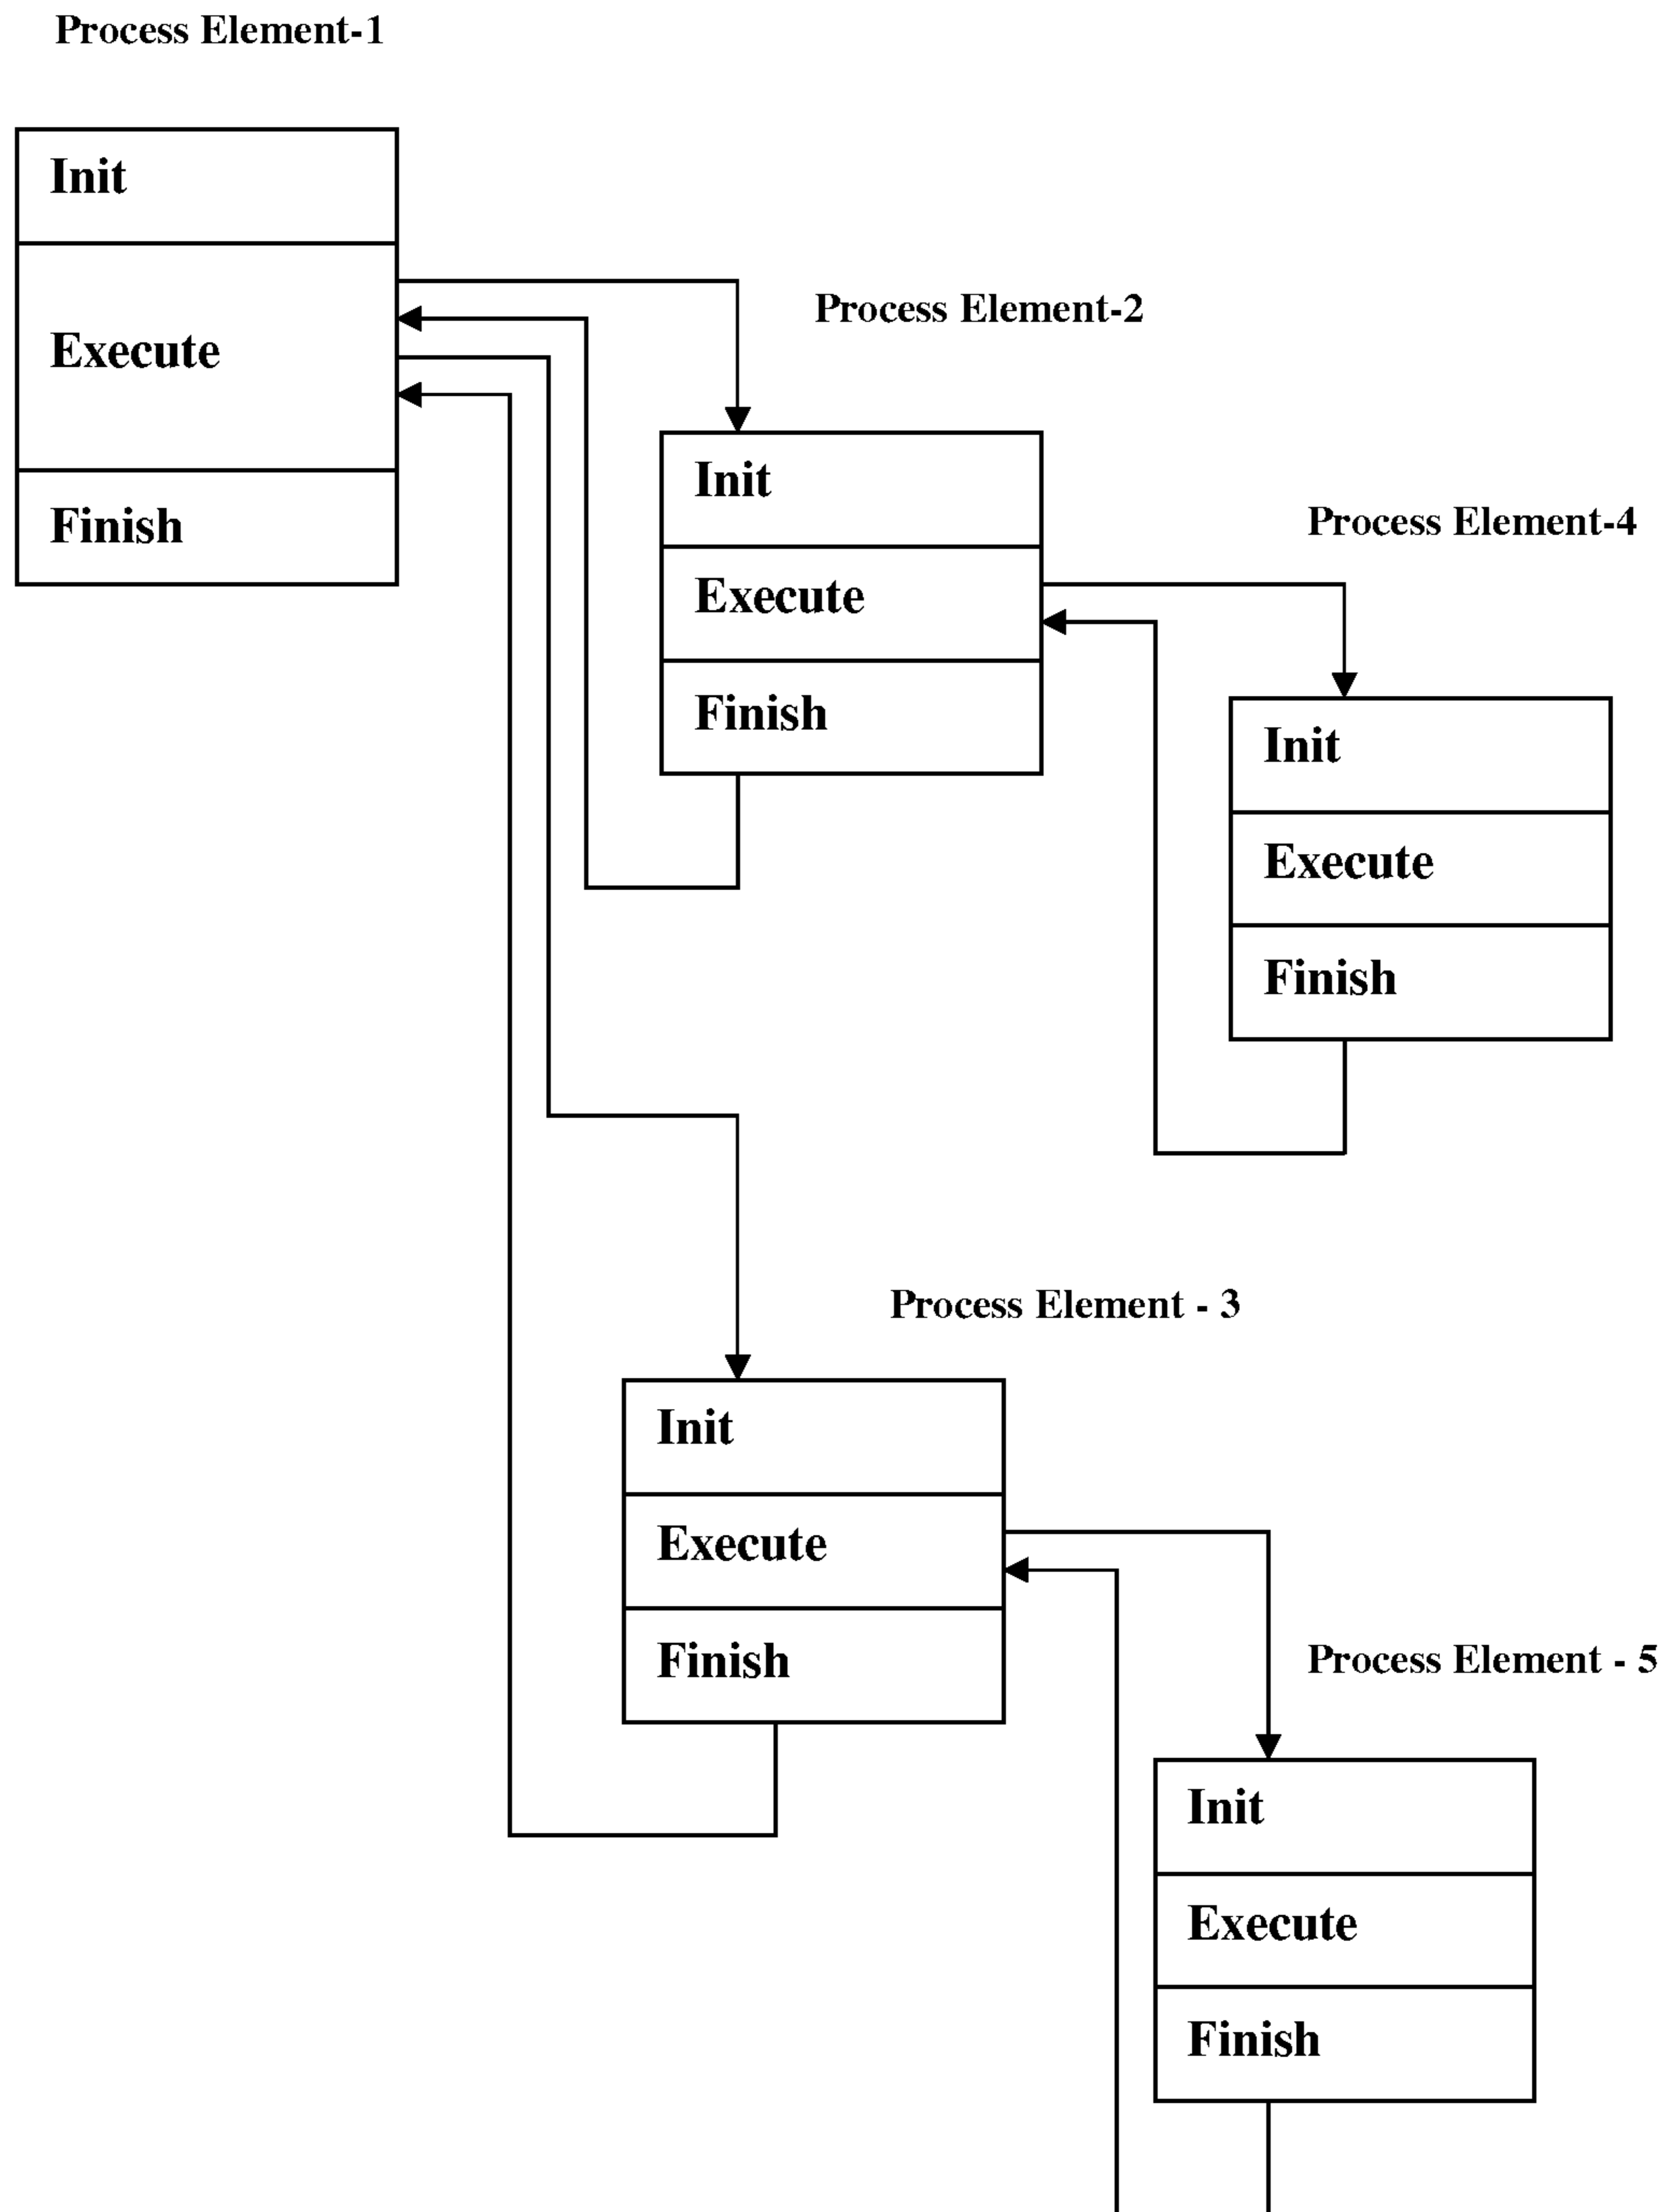 Process Element-1
Init
Execute
Finish
Process Element-2
Init
Execute
Finish
Process Element-4
Init
Execute
Finish
Process Element - 3
Init
Execute
Finish
Process Element - 5
Init
Execute
Finish